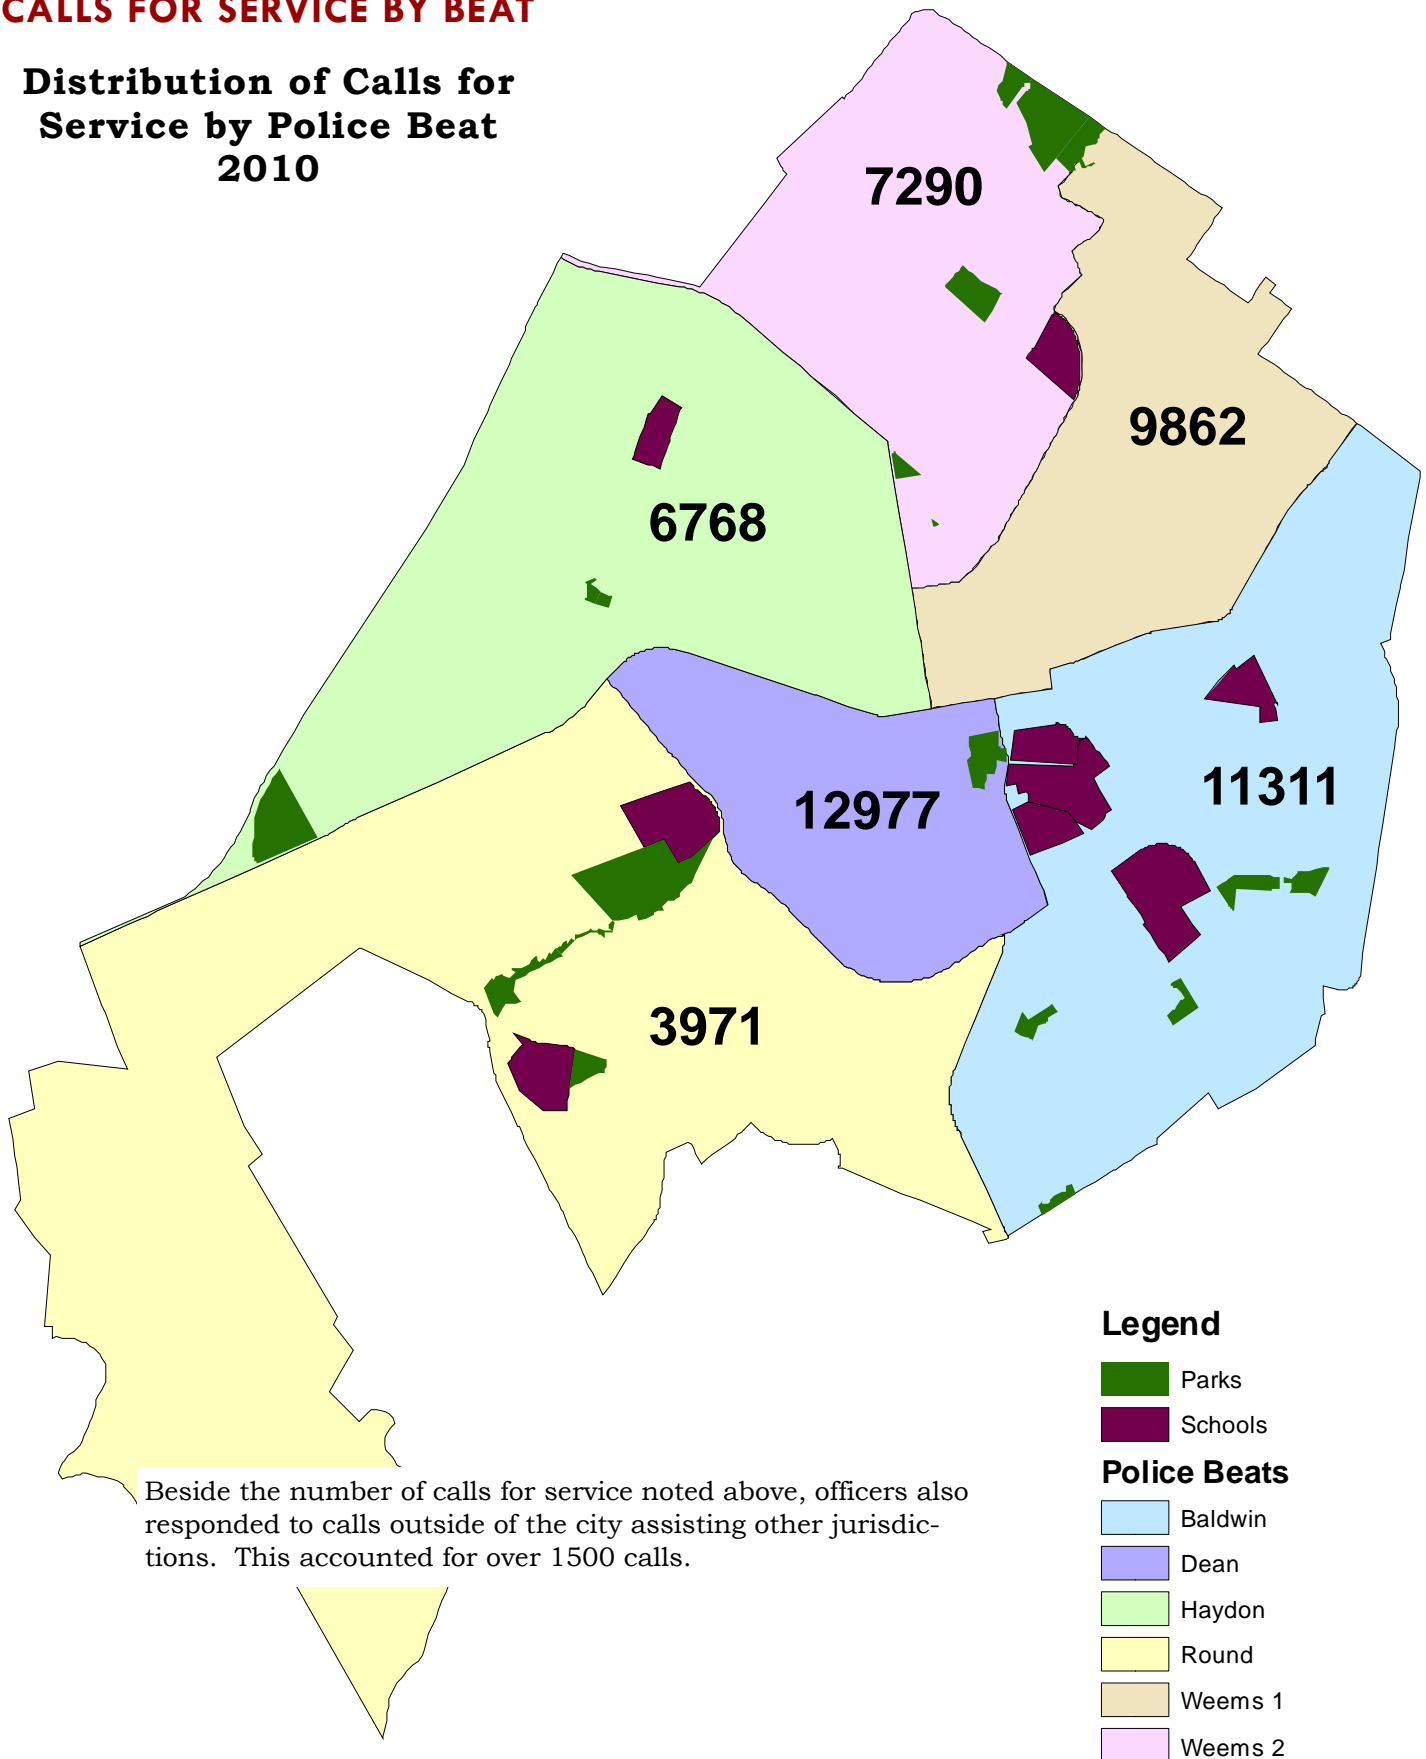 CALLS FOR SERVICE BY BEAT
Distribution of Calls for
Service by Police Beat
2010
7290
9862
6768
12977
11311
3971
Beside the number of calls for service noted above, officers also
responded to calls outside of the city assisting other jurisdic-
tions.  This accounted for over 1500 calls.
Legend
Parks
Schools
Police Beats
Baldwin
Dean
Haydon
Round
Weems 1
Weems 2